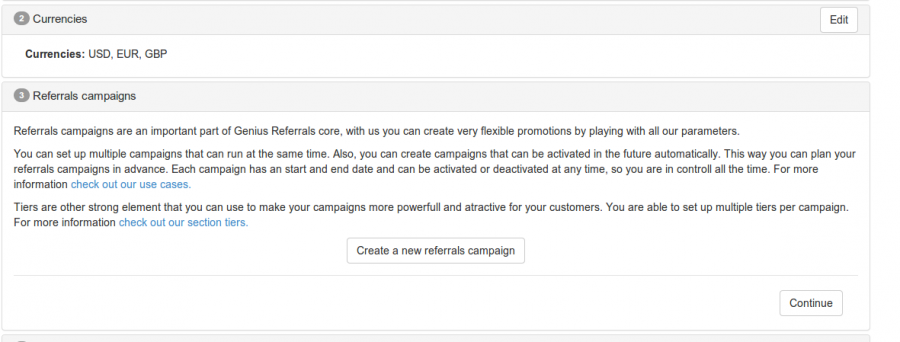 2 Currencies
Edit
Currencies: USD, EUR, GBP
3 Referrals campaigns
Referrals campaigns are an important part of Genius Referrals core, with us you can create very flexible promotions by playing with all our parameters.
You can set up multiple campaigns that can run at the same time. Also, you can create campaigns that can be activated in the future automatically. This way you can plan your
referrals campaigns in advance. Each campaign has an start and end date and can be activated or deactivated at any time, so you are in controll all the time. For more
information check out our use cases.
Tiers are other strong element that you can use to make your campaigns more powerfull and atractive for your customers. You are able to set up multiple tiers per campaign.
For more information check out our section tiers.
Create a new referrals campaign
Continue